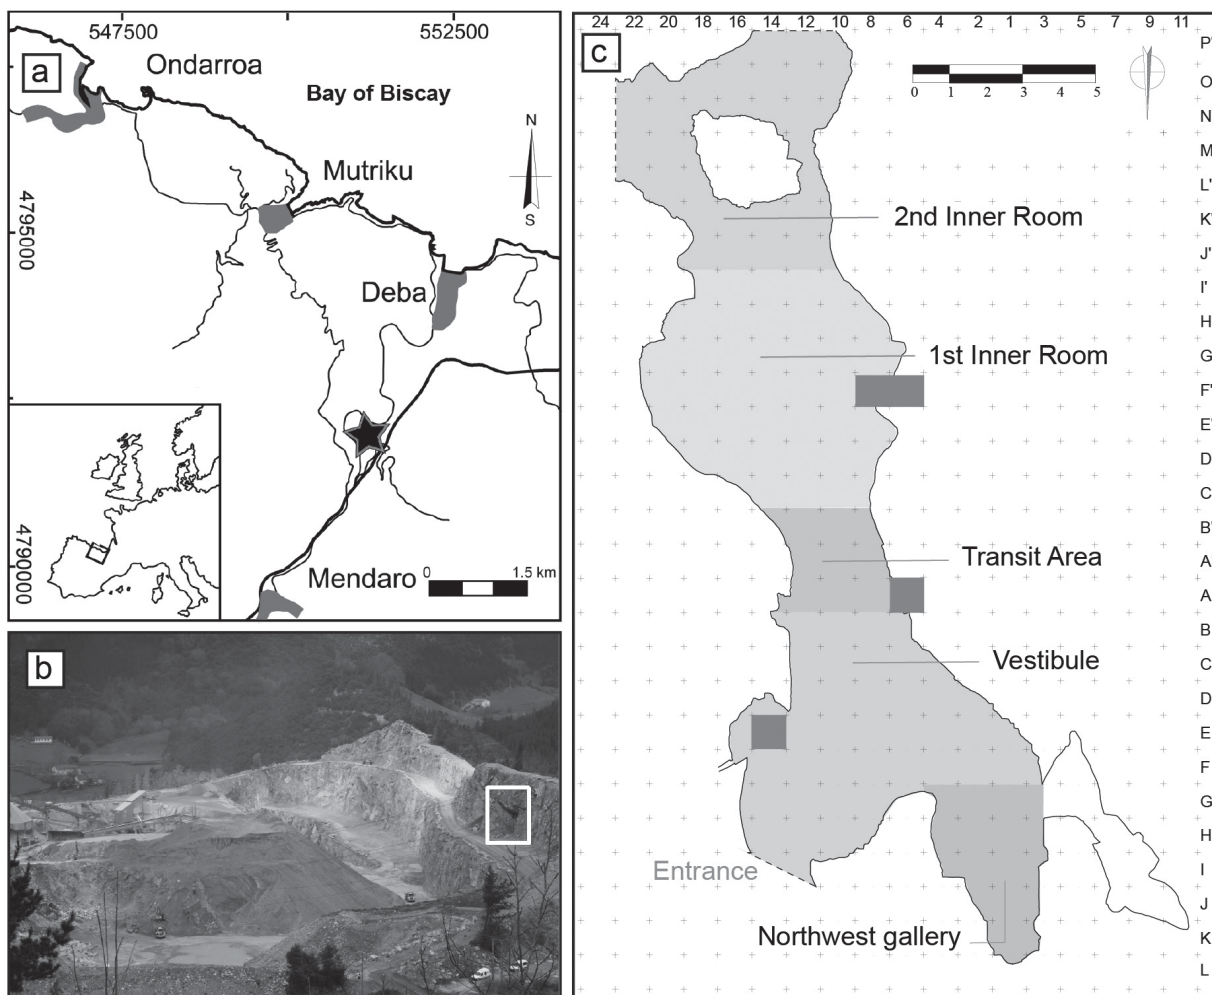 547500 552500
a
Ondarroa
Bay of Biscay
N
Mutriku
S
4795000
Deba
4790000
Mendaro
0 1.5 km
b
c
24 22 20 18 16 14 12 10 8 6 4 2 1 3 5 7 9 11
P'
O
N
M
L'
K'
J'
I'
H
G
F'
E'
D
C
B'
A
A
B
C
D
E
F
G
H
I
J
K
L
0 1 2 3 4 5
2nd Inner Room
1st Inner Room
Transit Area
Vestibule
Entrance
Northwest gallery